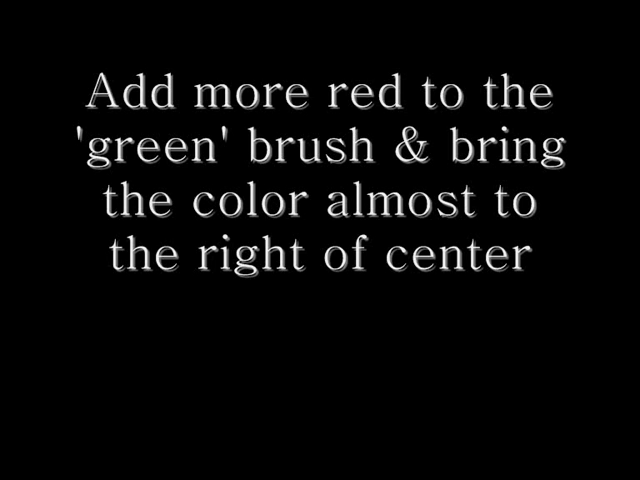 Add more red to the
'green' brush & bring
the color almost to
the right of center